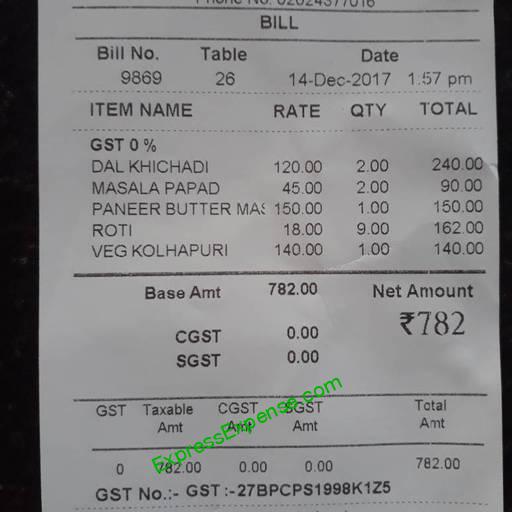 Phone No. 02024377016
BILL
Bill No. Table Date
9869 26 14-Dec-2017 1:57 pm
ITEM NAME RATE QTY TOTAL
GST 0 %
DAL KHICHADI 120.00 2.00 240.00
MASALA PAPAD 45.00 2.00 90.00
PANEER BUTTER MAS 150.00 1.00 150.00
ROTI 18.00 9.00 162.00
VEG KOLHAPURI 140.00 1.00 140.00
Base Amt 782.00 Net Amount
₹782
CGST 0.00
SGST 0.00
GST Taxable CGST SGST Total
Amt Amt Amt Amt
ExpressExpense.com
0 782.00 0.00 0.00 782.00
GST No.:- GST :-27BPCPS1998K1Z5